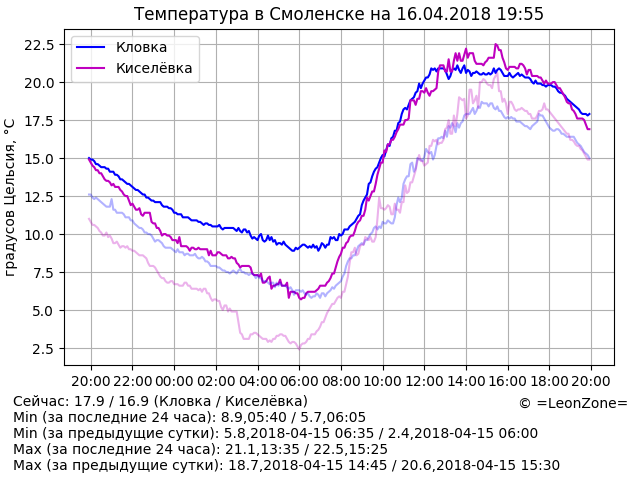 Температура в Смоленске на 16.04.2018 19:55
градусов Цельсия, °C
22.5
20.0
17.5
15.0
12.5
10.0
7.5
5.0
2.5
Кловка
Киселёвка
20:00 22:00 00:00 02:00 04:00 06:00 08:00 10:00 12:00 14:00 16:00 18:00 20:00
Сейчас: 17.9 / 16.9 (Кловка / Киселёвка)
© =LeonZone=
Min (за последние 24 часа): 8.9,05:40 / 5.7,06:05
Min (за предыдущие сутки): 5.8,2018-04-15 06:35 / 2.4,2018-04-15 06:00
Max (за последние 24 часа): 21.1,13:35 / 22.5,15:25
Max (за предыдущие сутки): 18.7,2018-04-15 14:45 / 20.6,2018-04-15 15:30